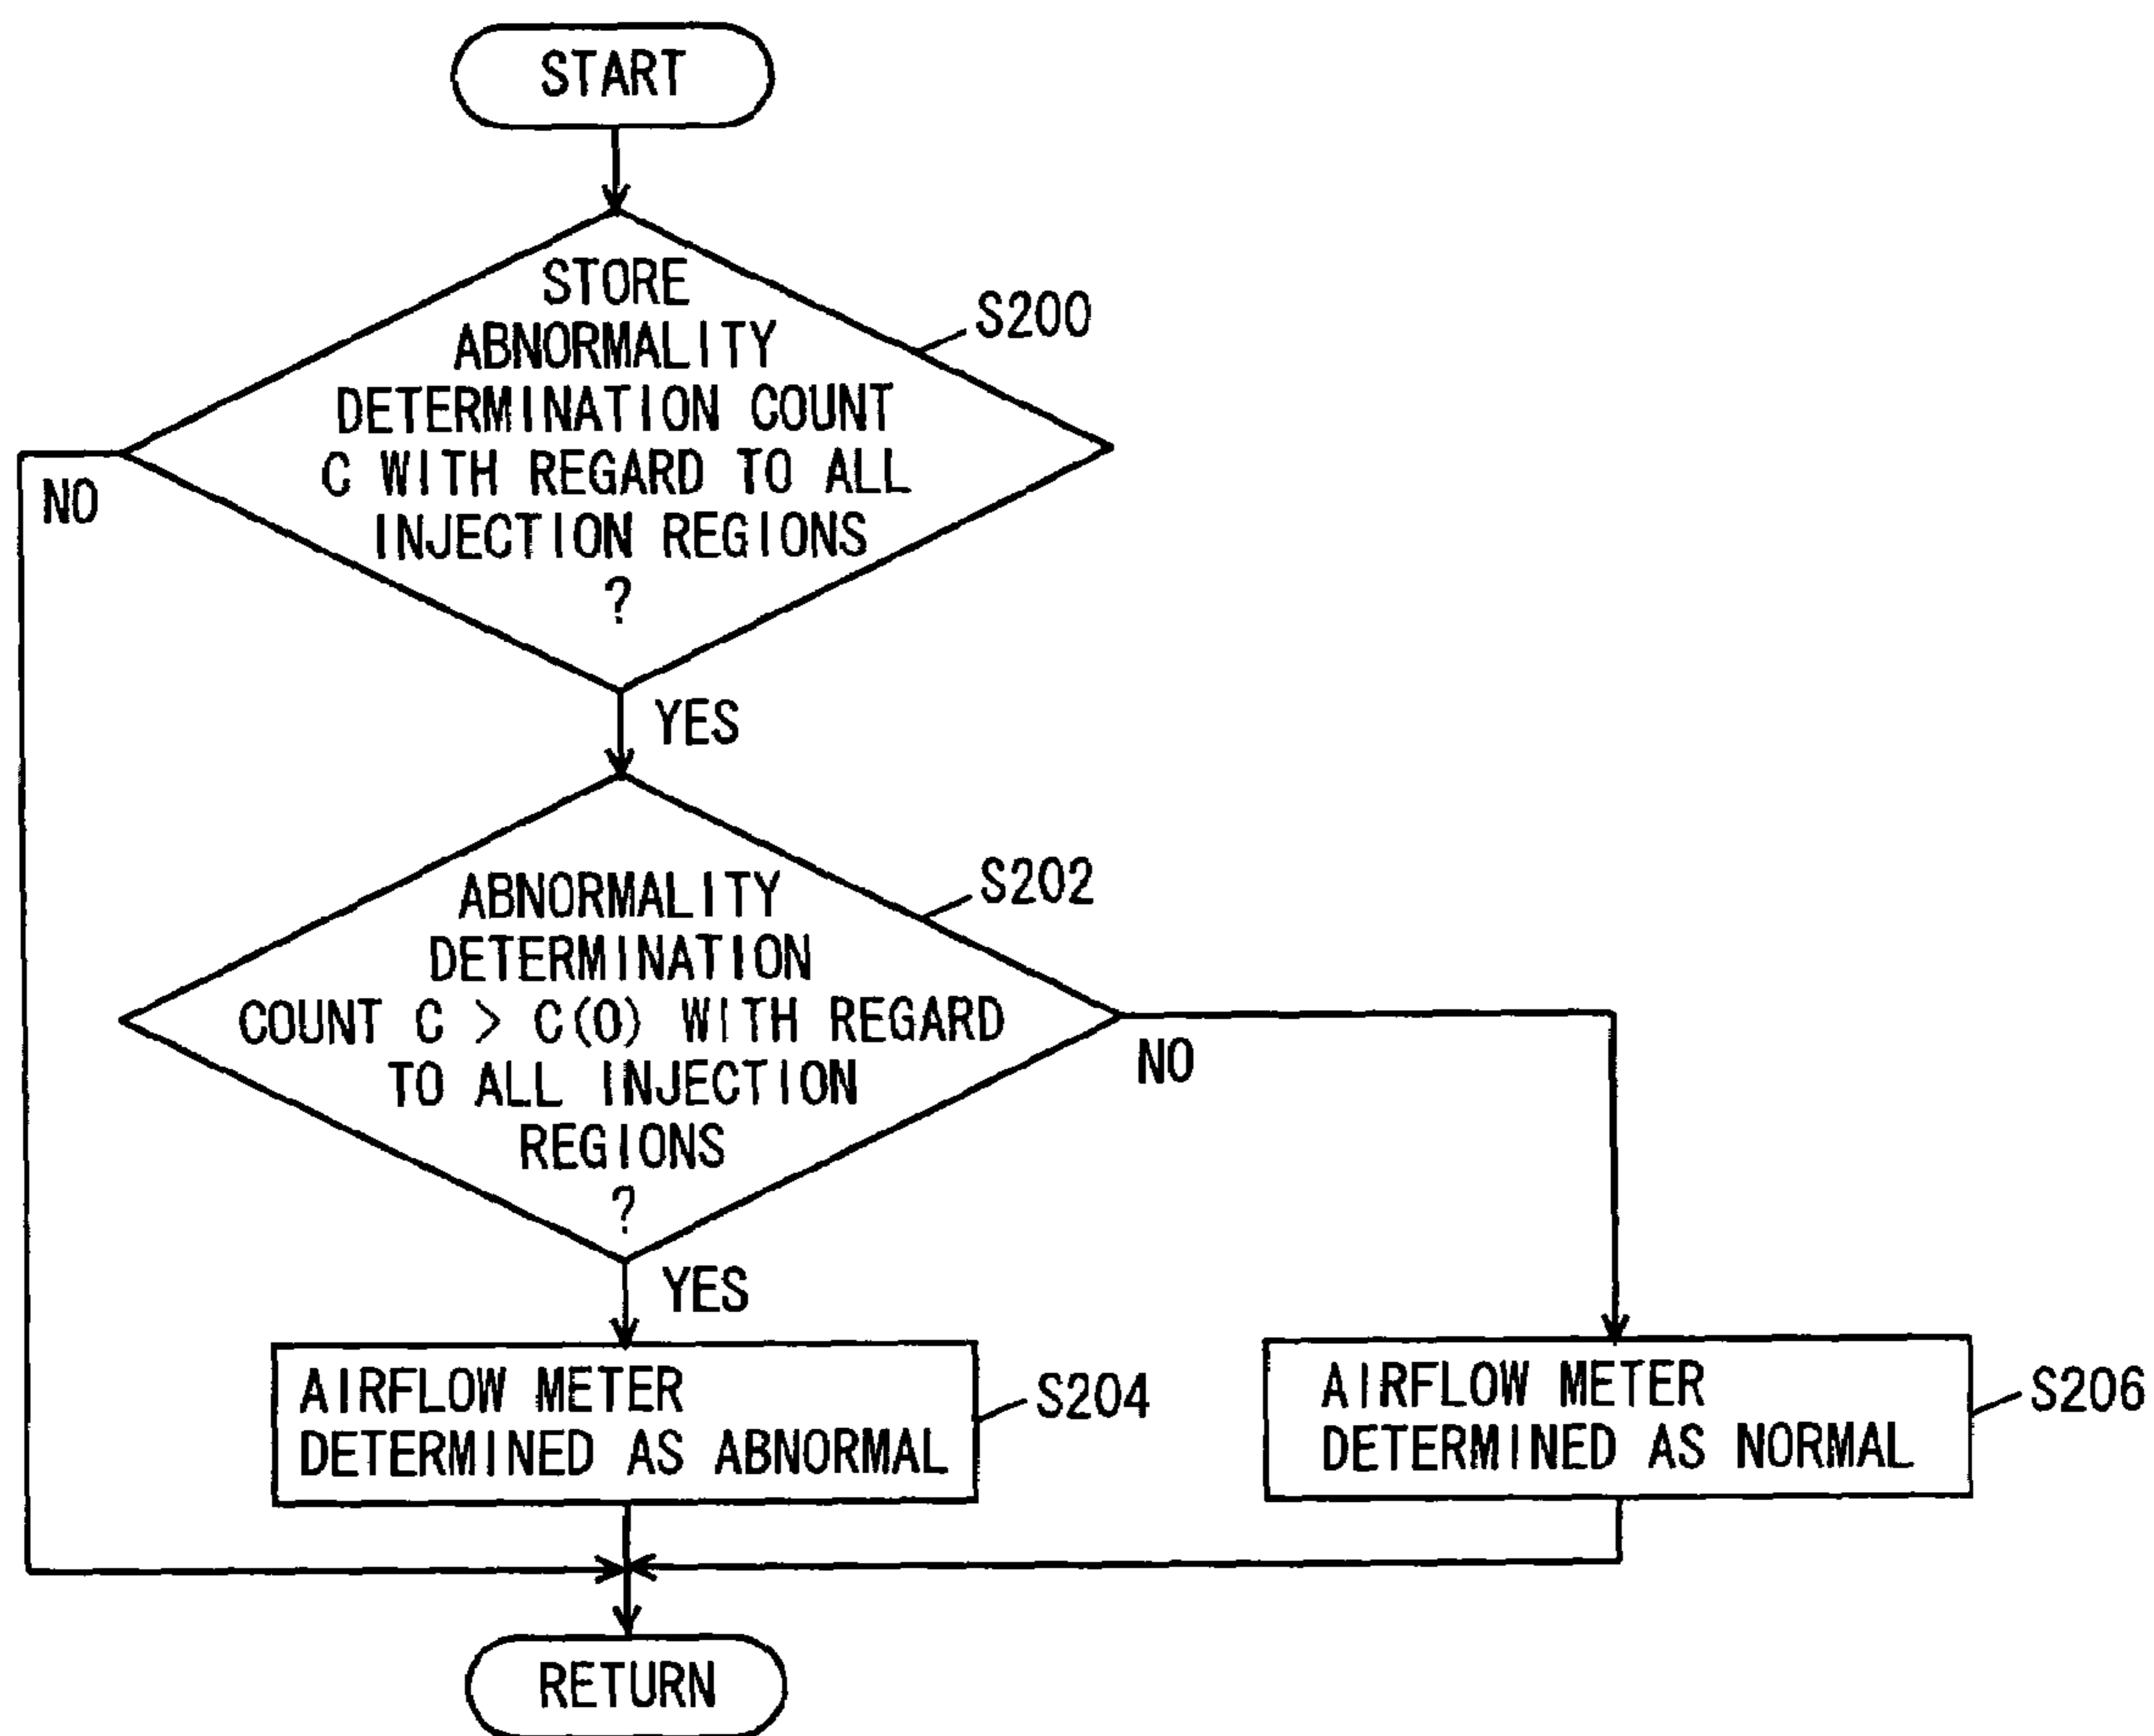 START
STORE
ABNORMALITY
DETERMINATION COUNT
C WITH REGARD TO ALL
INJECTION REGIONS
?
S200
NO
YES
ABNORMALITY
DETERMINATION
COUNT C > C(0) WITH REGARD
TO ALL INJECTION
REGIONS
?
S202
NO
YES
AIRFLOW METER
DETERMINED AS ABNORMAL
S204
AIRFLOW METER
DETERMINED AS NORMAL
S206
RETURN